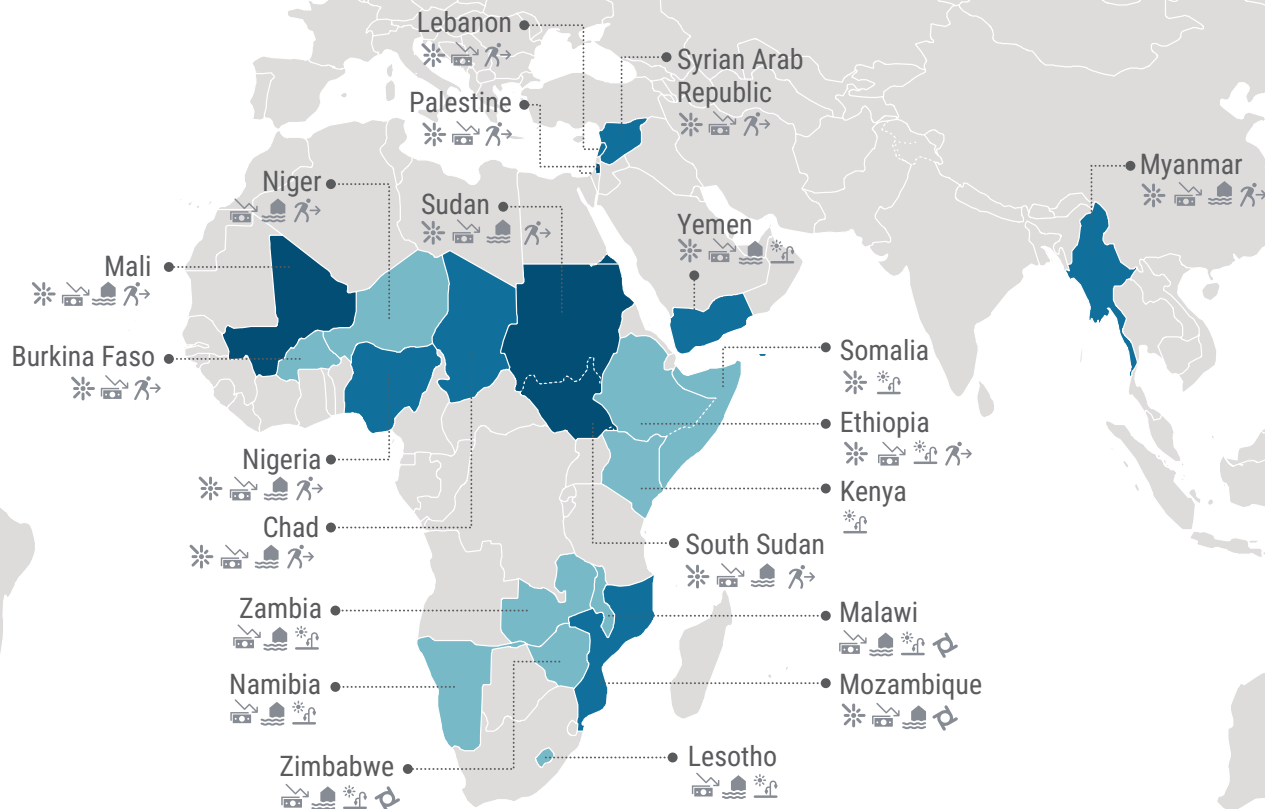 Lebanon
Syrian Arab
Republic
Palestine
Myanmar
Niger
Sudan
Yemen
Mali
Burkina Faso
Somalia
Ethiopia
Nigeria
Kenya
Chad
South Sudan
Zambia
Malawi
Namibia
Mozambique
Zimbabwe
Lesotho